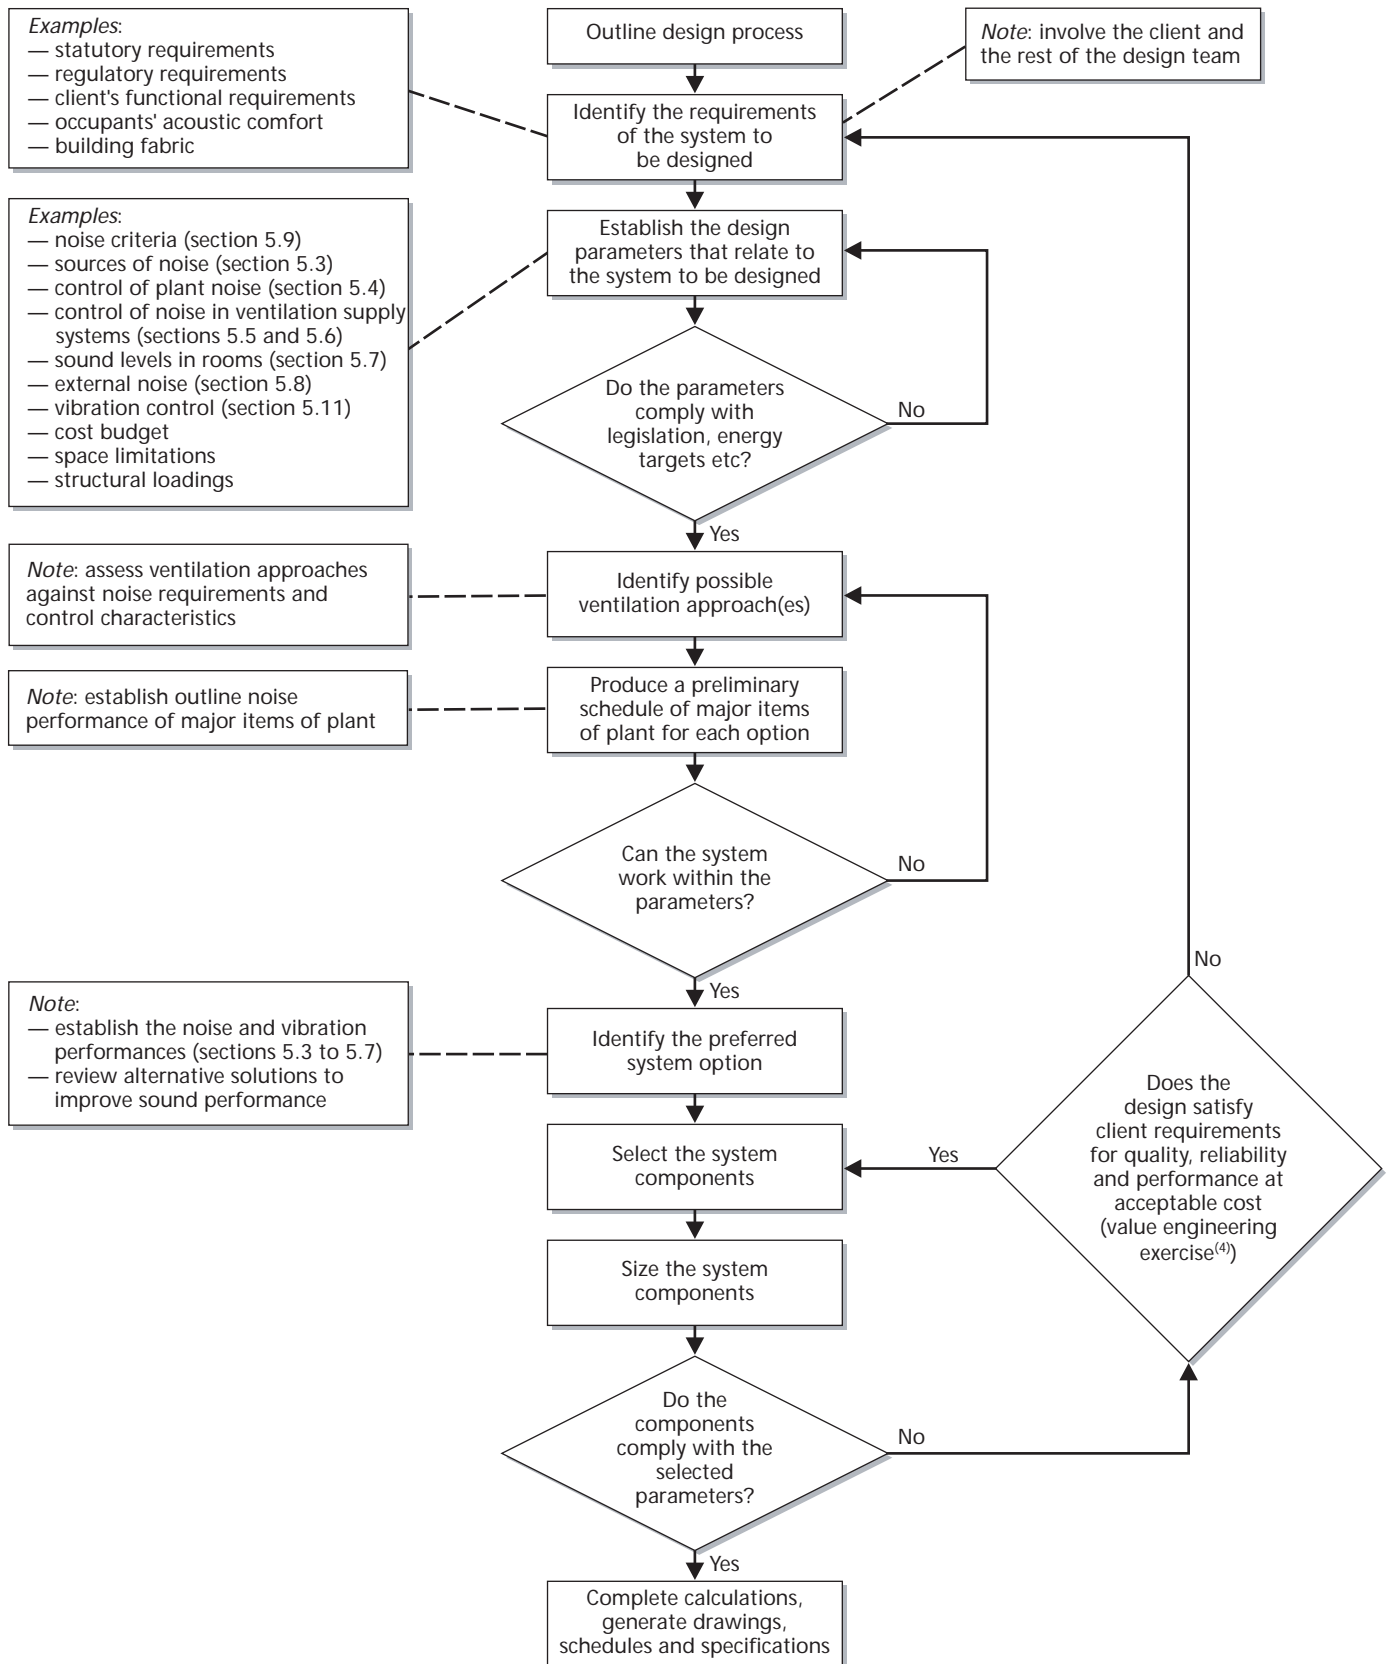 Examples:
— statutory requirements
— regulatory requirements
— client's functional requirements
— occupants' acoustic comfort
— building fabric
Outline design process
Note: involve the client and
the rest of the design team
Identify the requirements
of the system to
be designed
Examples:
— noise criteria (section 5.9)
— sources of noise (section 5.3)
— control of plant noise (section 5.4)
— control of noise in ventilation supply
systems (sections 5.5 and 5.6)
— sound levels in rooms (section 5.7)
— external noise (section 5.8)
— vibration control (section 5.11)
— cost budget
— space limitations
— structural loadings
Establish the design
parameters that relate to
the system to be designed
Do the parameters
comply with
legislation, energy
targets etc?
No
Yes
Note: assess ventilation approaches
against noise requirements and
control characteristics
Identify possible
ventilation approach(es)
Note: establish outline noise
performance of major items of plant
Produce a preliminary
schedule of major items
of plant for each option
Can the system
work within the
parameters?
No
Yes
Note:
— establish the noise and vibration
performances (sections 5.3 to 5.7)
— review alternative solutions to
improve sound performance
Identify the preferred
system option
Select the system
components
Yes
No
Does the
design satisfy
client requirements
for quality, reliability
and performance at
acceptable cost
(value engineering
exercise(4))
Size the system
components
Do the
components
comply with the
selected
parameters?
No
Yes
Complete calculations,
generate drawings,
schedules and specifications